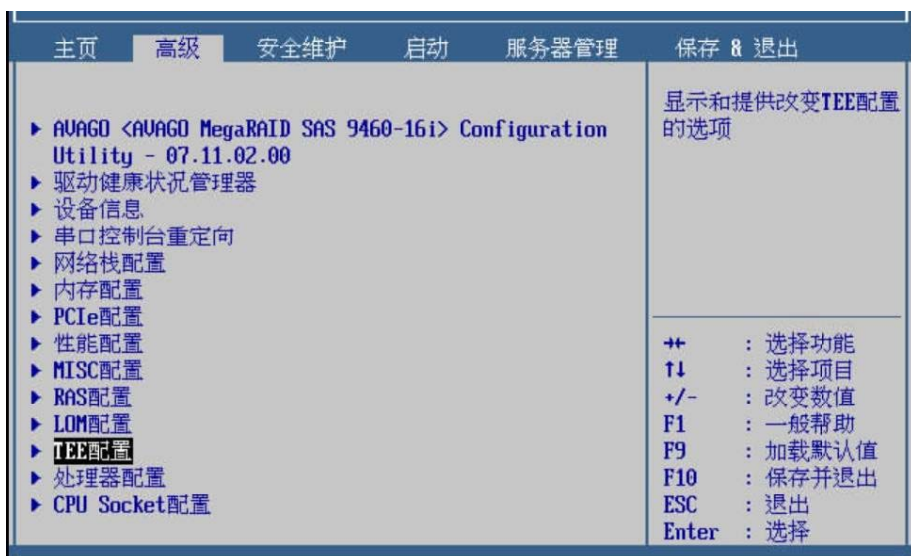 主页 高级 安全维护 启动 服务器管理 保存 & 退出
AVAGO <AVAGO MegaRAID SAS 9460-16i> Configuration
Utility - 07.11.02.00
驱动健康状况管理器
设备信息
串口控制台重定向
网络栈配置
内存配置
PCIe配置
性能配置
MISC配置
RAS配置
LOM配置
TEE配置
处理器配置
CPU Socket配置
显示和提供改变TEE配置
的选项
→← : 选择功能
↑↓ : 选择项目
+/- : 改变数值
F1 : 一般帮助
F9 : 加载默认值
F10 : 保存并退出
ESC : 退出
Enter : 选择